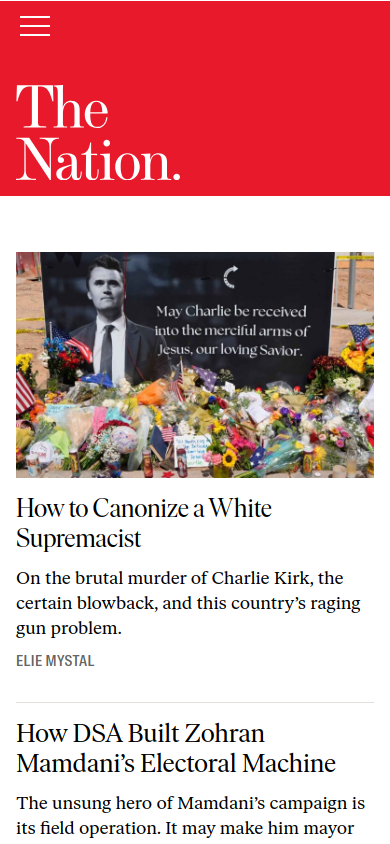 The
Nation.
May Charlie be received
into the merciful arms of
Jesus, our loving Savior.
How to Canonize a White
Supremacist
On the brutal murder of Charlie Kirk, the
certain blowback, and this country’s raging
gun problem.
ELIE MYSTAL
How DSA Built Zohran
Mamdani’s Electoral Machine
The unsung hero of Mamdani’s campaign is
its field operation. It may make him mayor